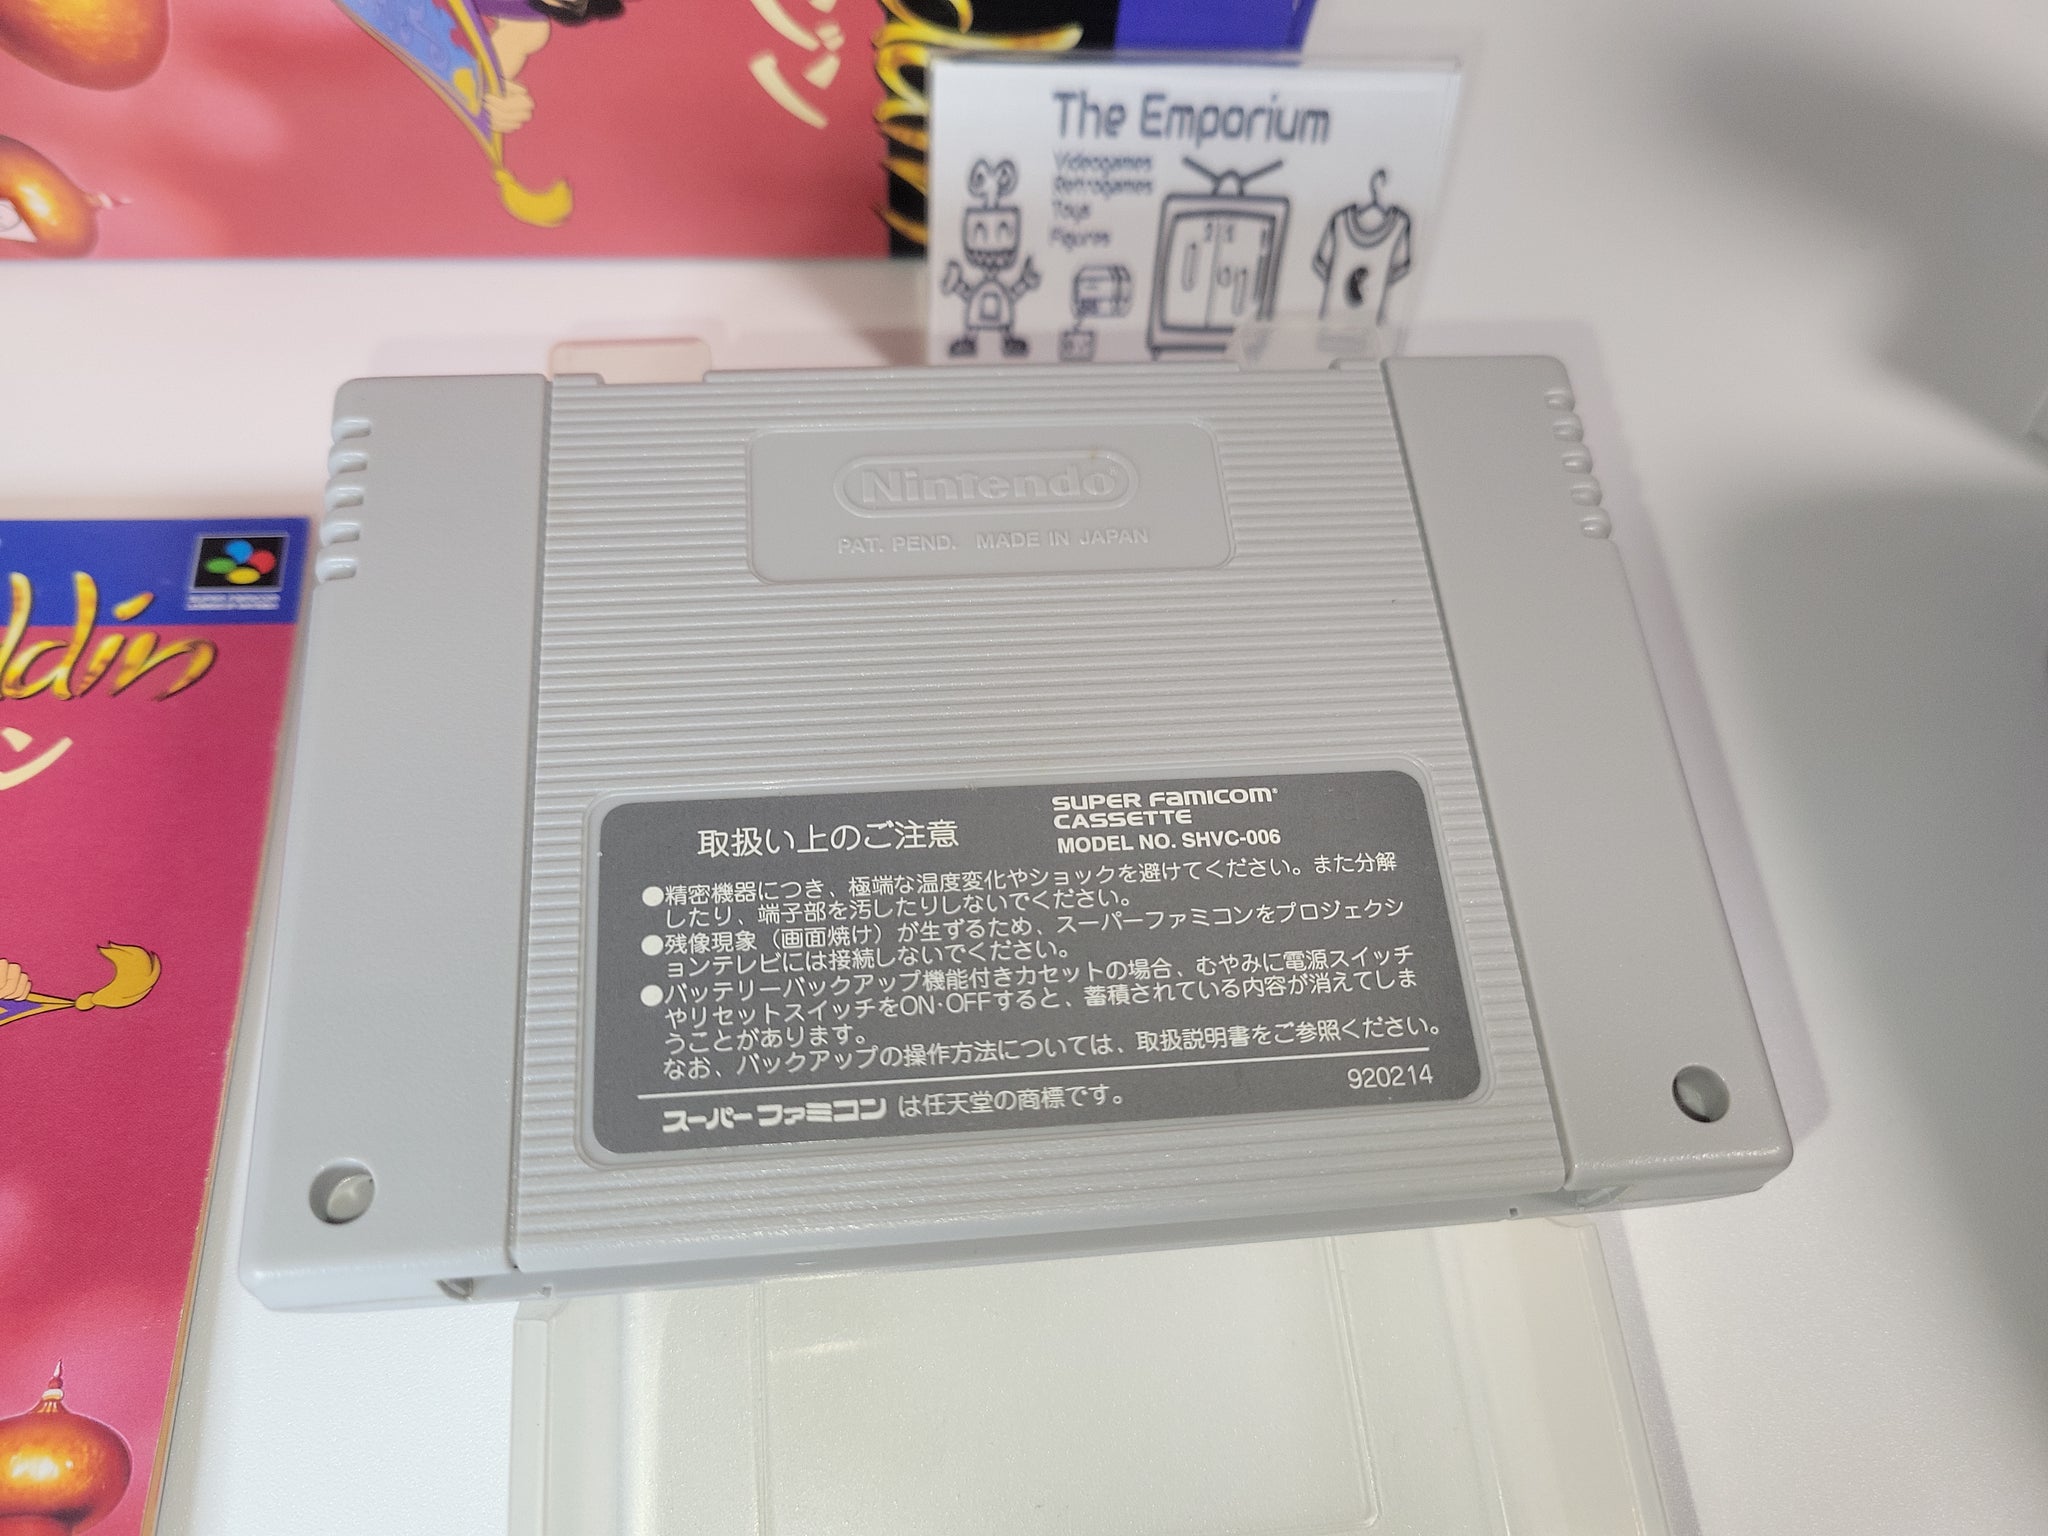 ジン
The Emporium
Videogames
Retrogames
Toys
Figures
Nintendo
PAT. PEND. MADE IN JAPAN
ddin
ン
取扱い上のご注意
SUPER FAMICOM
CASSETTE
MODEL NO. SHVC-006
●精密機器につき、極端な温度変化やショックを避けてください。また分解
したり、端子部を汚したりしないでください。
●残像現象（画面焼け）が生ずるため、スーパーファミコンをプロジェクシ
ョンテレビには接続しないでください。
●バッテリーバックアップ機能付きカセットの場合、むやみに電源スイッチ
やリセットスイッチをON·OFFすると、蓄積されている内容が消えてしま
うことがあります。
なお、バックアップの操作方法については、取扱説明書をご参照ください。
スーパーファミコンは任天堂の商標です。
920214